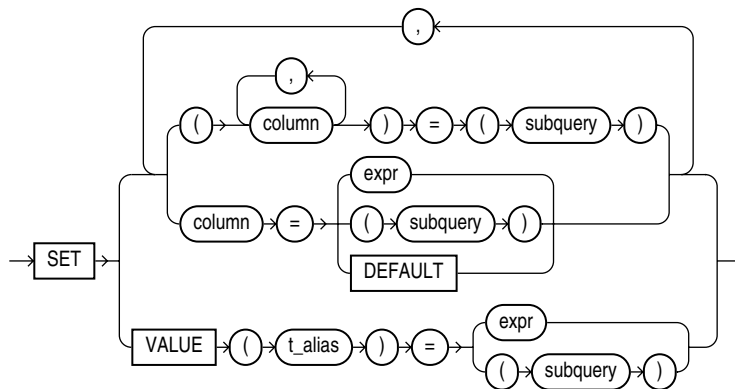 ,
,
( column ) = ( subquery )
expr
column = ( subquery )
DEFAULT
SET
VALUE ( t_alias ) = expr
( subquery )